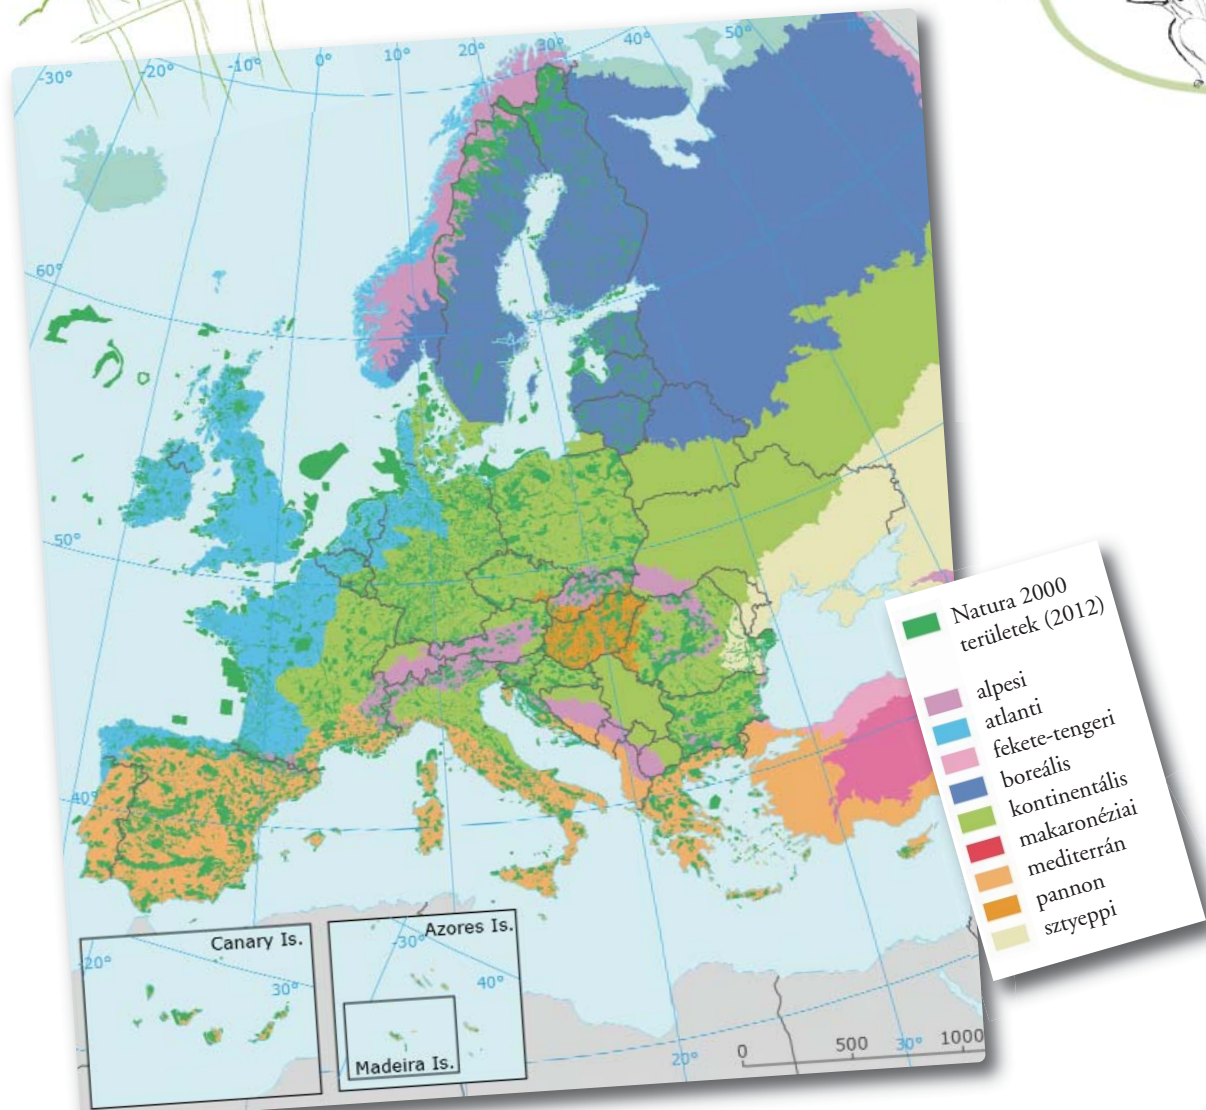 -30°
-20°
-10°
0°
10°
20°
30°
40°
50°
60°
50°
40°
Canary Is.
-20°
30°
Azores Is.
-30°
40°
Madeira Is.
20°
30°
0
500
1000
Natura 2000
területek (2012)
alpesi
atlanti
fekete-tengeri
boreális
kontinentális
makaronéziai
mediterrán
pannon
sztyeppi